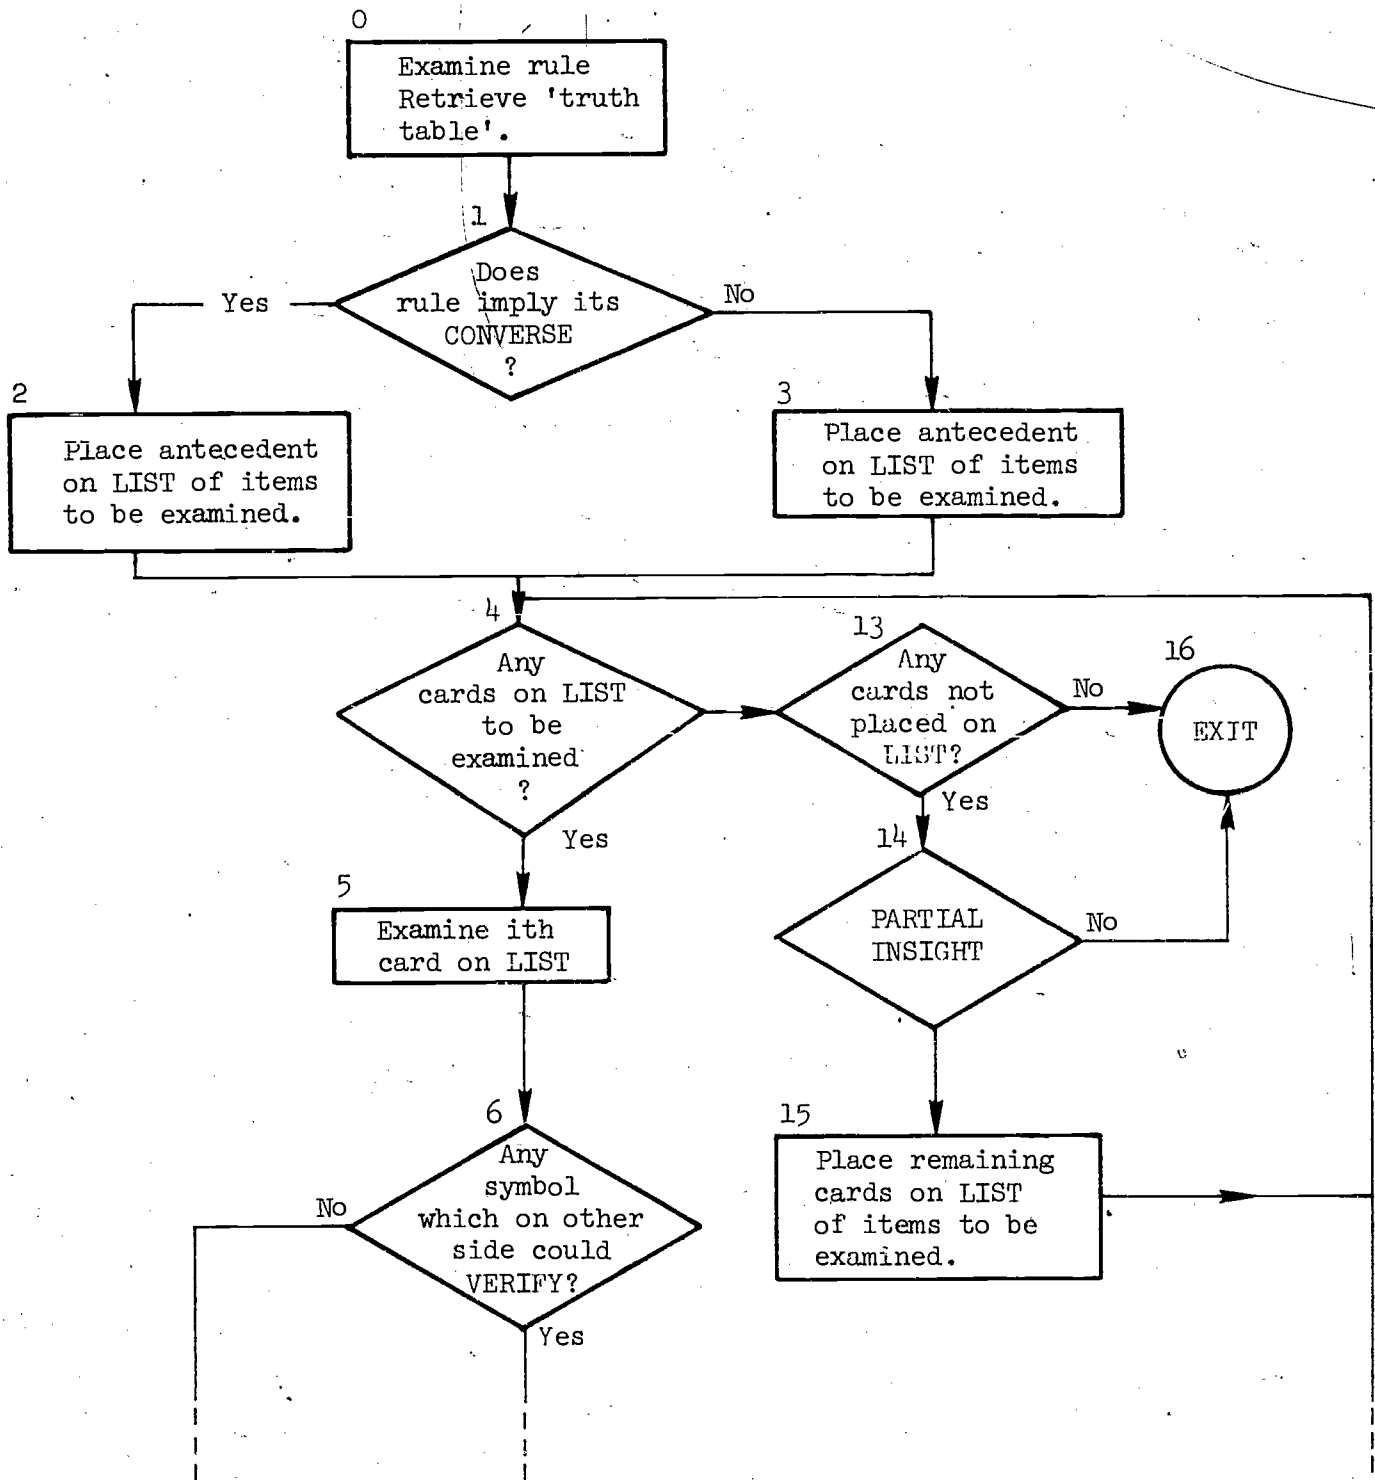 0
Examine rule
Retrieve 'truth
table'.
1
Does
rule imply its
CONVERSE
?
Yes
No
2
Place antecedent
on LIST of items
to be examined.
3
Place antecedent
on LIST of items
to be examined.
4
Any
cards on LIST
to be
examined
?
Yes
13
Any
cards not
placed on
LIST?
No
Yes
16
EXIT
5
Examine ith
card on LIST
14
PARTIAL
INSIGHT
No
6
Any
symbol
which on other
side could
VERIFY?
No
Yes
15
Place remaining
cards on LIST
of items to be
examined.